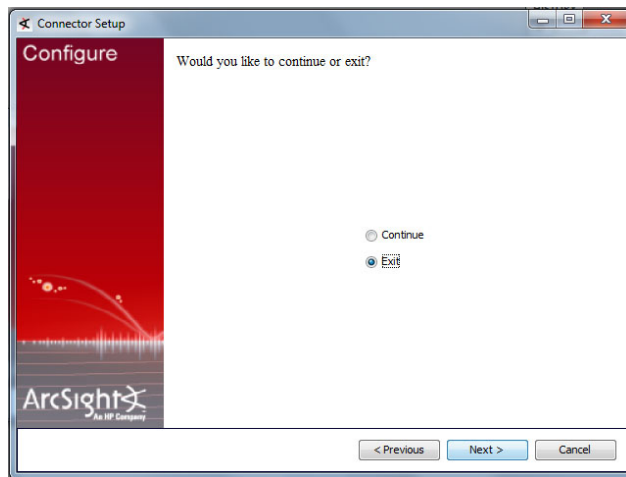 Connector Setup
Configure
Would you like to continue or exit?
Continue
Exit
ArcSight
An HP Company
< Previous
Next >
Cancel